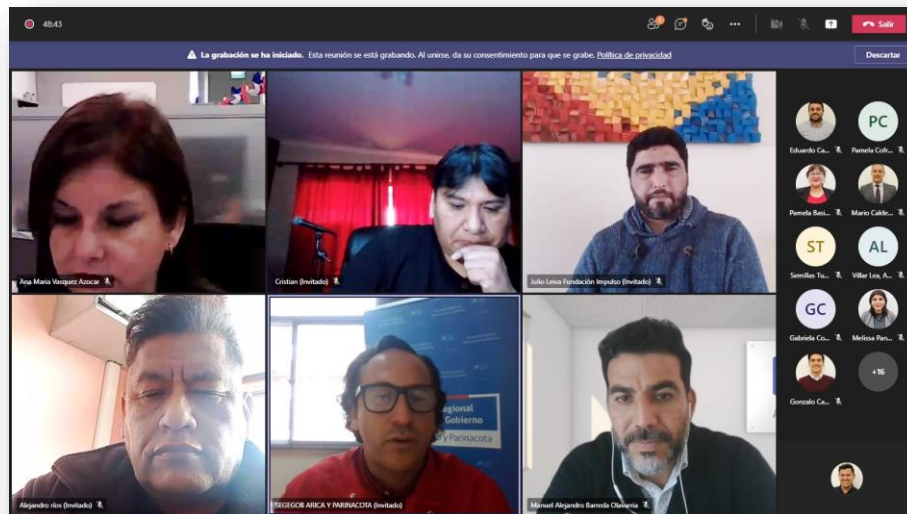 48:43
Salir
La grabación se ha iniciado. Esta reunión se está grabando. Al unirse, da su consentimiento para que se grabe. Política de privacidad
Descartar
Ana Maria Vasquez Azocar
Cristian (Invitado)
Julio Leiva Fundación Impulso (Invitado)
Eduardo Ca...
PC
Pamela Cofr...
Pamela Basi...
Mario Calde...
ST
Semillas Tu...
AL
Villar Lea, A...
GC
Gabriela Co...
Melissa Pan...
Gonzalo Ca...
+16
egional
Gobierno
y Parinacota
Alejandro ríos (Invitado)
SEGEGOB ARICA Y PARINACOTA (Invitado)
Manuel Alejandro Barreda Olavarria